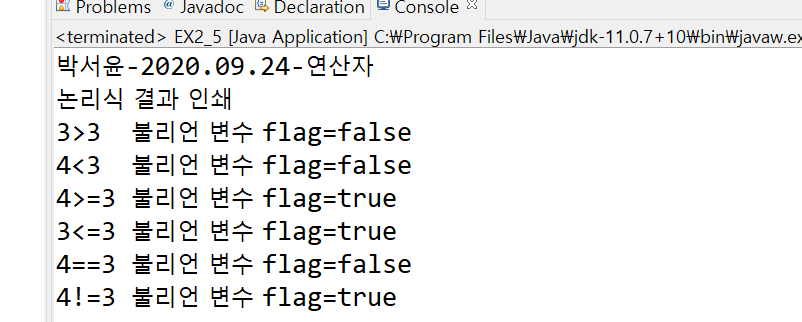 Problems @ Javadoc Declaration Console
<terminated> EX2_5 [Java Application] C:₩Program Files₩Java₩jdk-11.0.7+10₩bin₩javaw.ex
박서윤-2020.09.24-연산자
논리식 결과 인쇄
3>3  불리언 변수 flag=false
4<3  불리언 변수 flag=false
4>=3 불리언 변수 flag=true
3<=3 불리언 변수 flag=true
4==3 불리언 변수 flag=false
4!=3 불리언 변수 flag=true